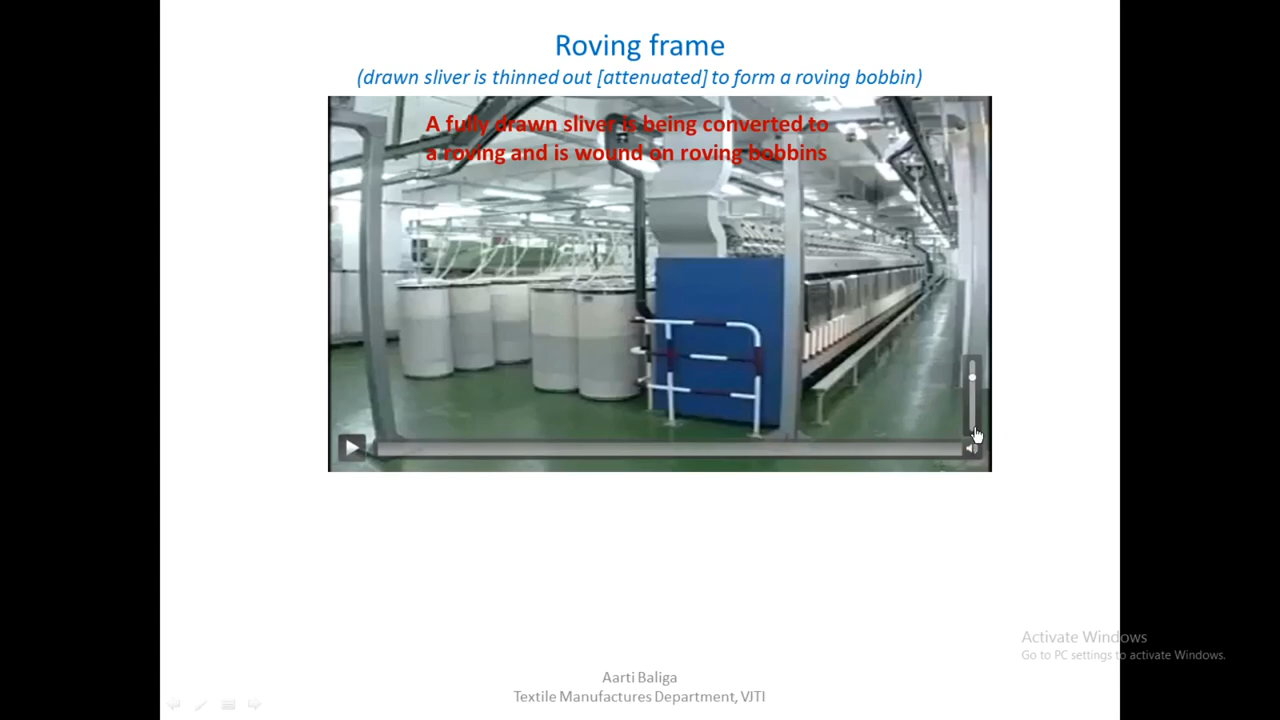 Roving frame
(drawn sliver is thinned out [attenuated] to form a roving bobbin)
A fully drawn sliver is being converted to
a roving and is wound on roving bobbins
Activate Windows
Go to PC settings to activate Windows.
Aarti Baliga
Textile Manufactures Department, VJTI